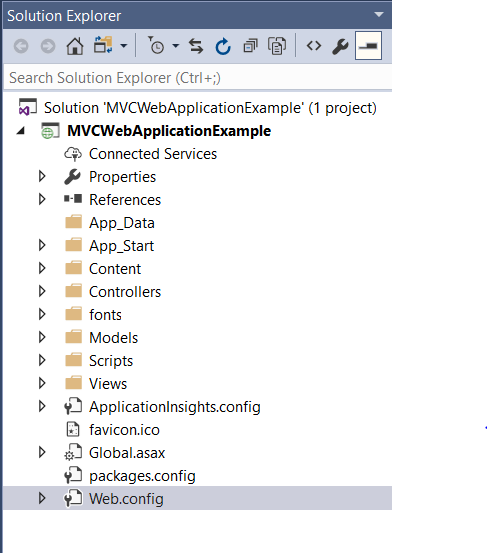 Solution Explorer
Search Solution Explorer (Ctrl+;)
Solution 'MVCWebApplicationExample' (1 project)
MVCWebApplicationExample
Connected Services
Properties
References
App_Data
App_Start
Content
Controllers
fonts
Models
Scripts
Views
ApplicationInsights.config
favicon.ico
Global.asax
packages.config
Web.config